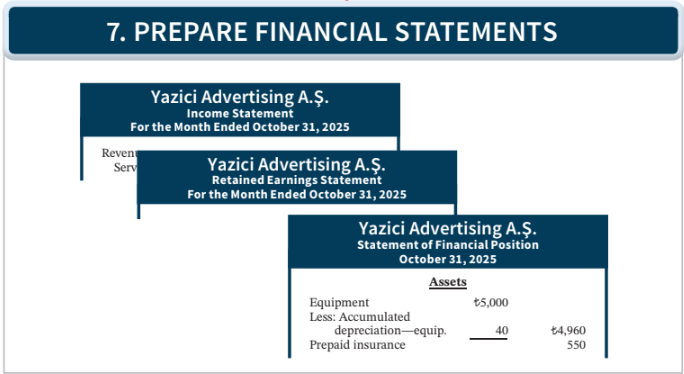 7. PREPARE FINANCIAL STATEMENTS
Yazici Advertising A.Ş.
Income Statement
For the Month Ended October 31, 2025
Revenu
Serv
Yazici Advertising A.Ş.
Retained Earnings Statement
For the Month Ended October 31, 2025
Yazici Advertising A.Ş.
Statement of Financial Position
October 31, 2025
Assets
Equipment ₺5,000
Less: Accumulated
depreciation—equip. 40 ₺4,960
Prepaid insurance 550